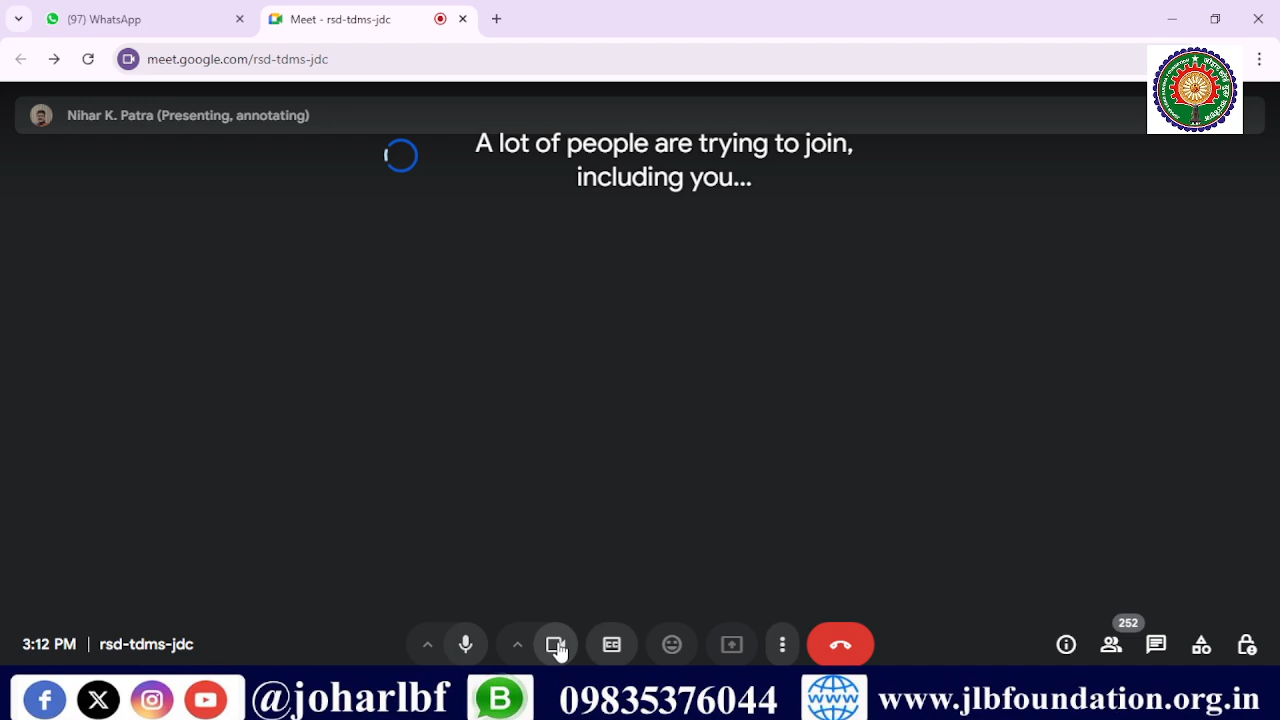 (97) WhatsApp
Meet - rsd-tdms-jdc
meet.google.com/rsd-tdms-jdc
Nihar K. Patra (Presenting, annotating)
A lot of people are trying to join,
including you...
252
3:12 PM | rsd-tdms-jdc
CC
@joharlbf
B
09835376044
www
www.jlbfoundation.org.in